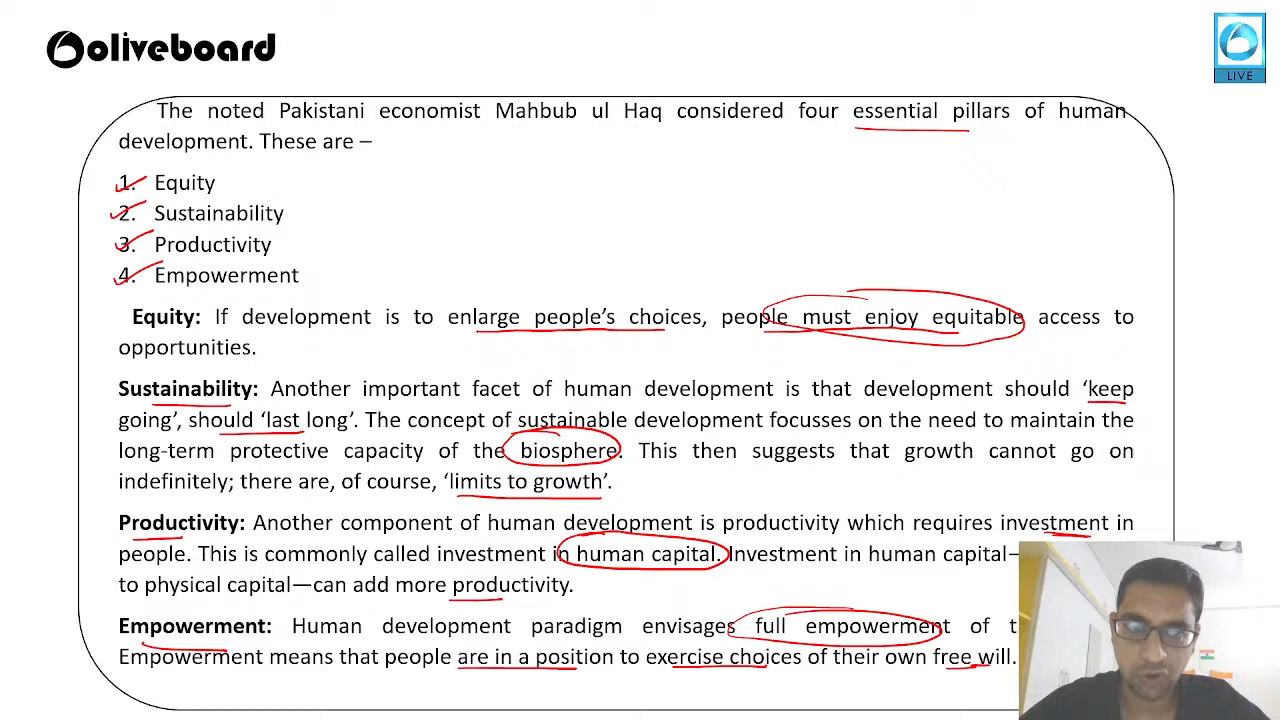 oliveboard
LIVE
The noted Pakistani economist Mahbub ul Haq considered four essential pillars of human
development. These are –
1. Equity
2. Sustainability
3. Productivity
4. Empowerment
Equity: If development is to enlarge people’s choices, people must enjoy equitable access to
opportunities.
Sustainability: Another important facet of human development is that development should ‘keep
going’, should ‘last long’. The concept of sustainable development focusses on the need to maintain the
long-term protective capacity of the biosphere. This then suggests that growth cannot go on
indefinitely; there are, of course, ‘limits to growth’.
Productivity: Another component of human development is productivity which requires investment in
people. This is commonly called investment in human capital. Investment in human capital—
to physical capital—can add more productivity.
Empowerment: Human development paradigm envisages full empowerment of
Empowerment means that people are in a position to exercise choices of their own free will.